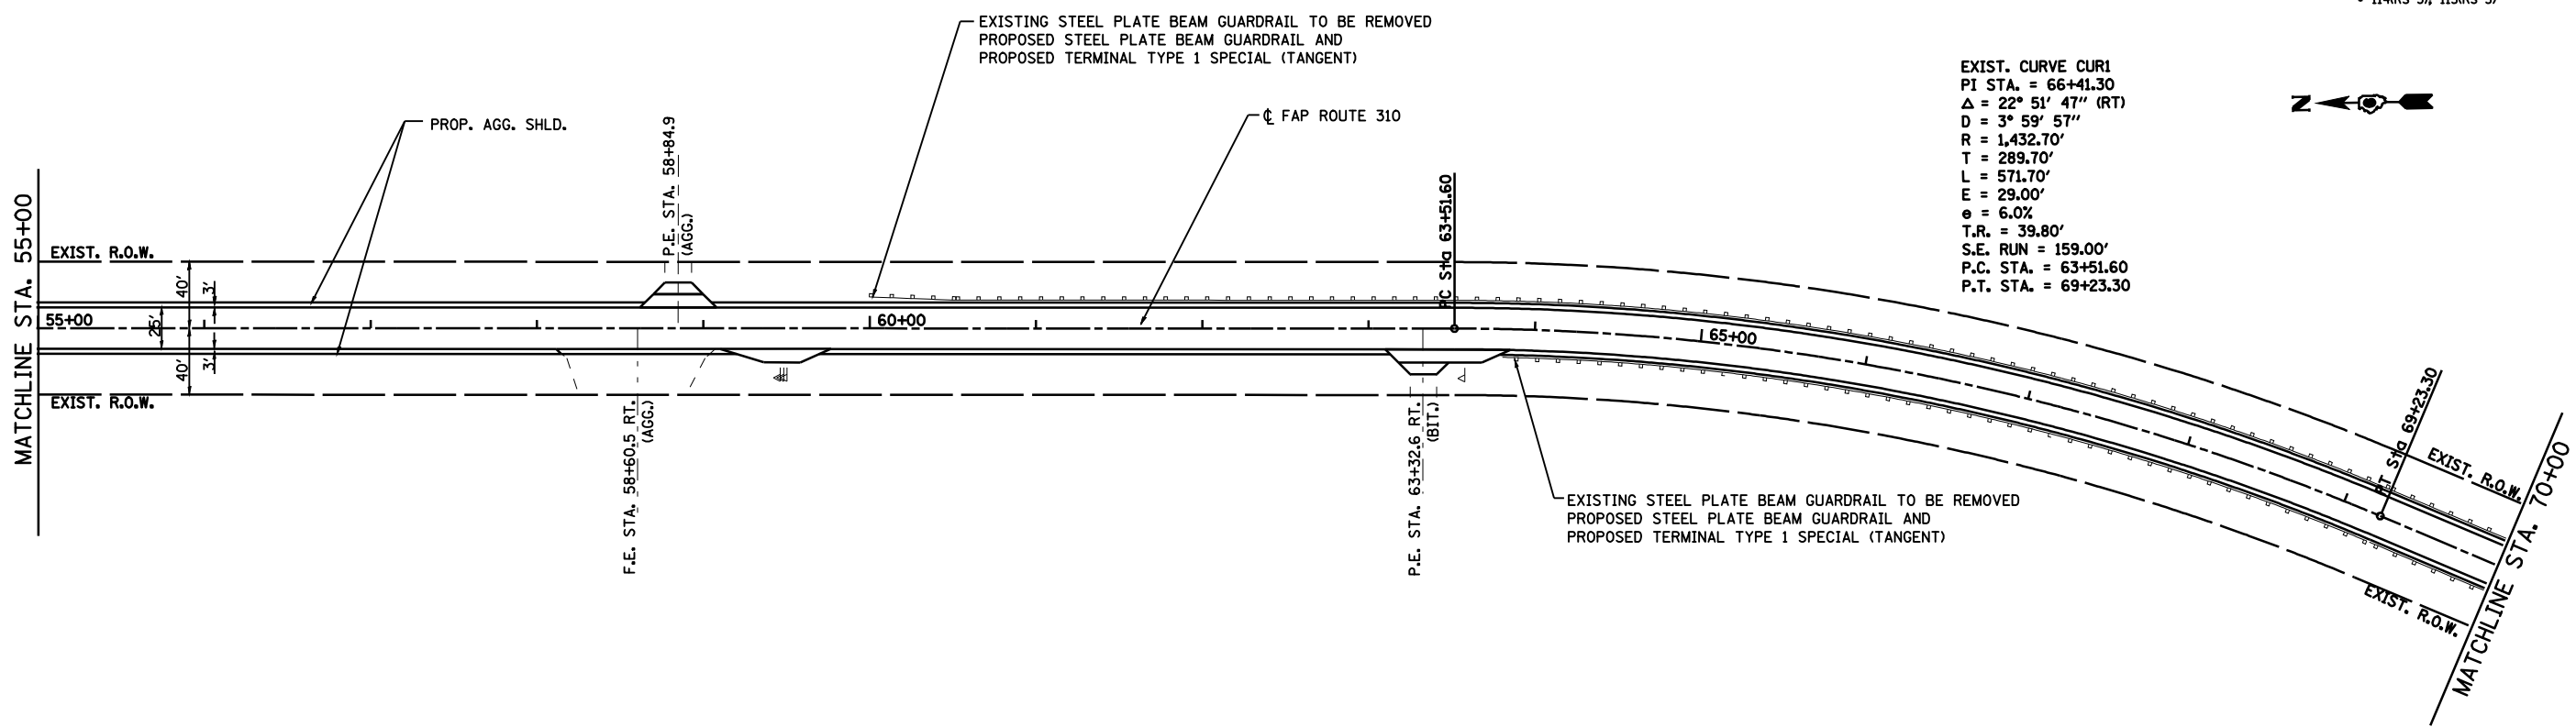 EXISTING STEEL PLATE BEAM GUARDRAIL TO BE REMOVED
PROPOSED STEEL PLATE BEAM GUARDRAIL AND
PROPOSED TERMINAL TYPE 1 SPECIAL (TANGENT)
EXIST. CURVE CUR1
PI STA. = 66+41.30
Δ = 22° 51' 47" (RT)
D = 3° 59' 57"
R = 1,432.70'
T = 289.70'
L = 571.70'
E = 29.00'
e = 6.0%
T.R. = 39.80'
S.E. RUN = 159.00'
P.C. STA. = 63+51.60
P.T. STA. = 69+23.30
N
PROP. AGG. SHLD.
℄ FAP ROUTE 310
P.E. STA. 58+84.9
(AGG.)
PC Sta 63+51.60
MATCHLINE STA. 55+00
EXIST. R.O.W.
40'
3'
55+00
25'
60+00
65+00
40'
3'
EXIST. R.O.W.
F.E. STA. 58+60.5 RT.
(AGG.)
P.E. STA. 63+32.6 RT.
(BIT.)
PT Sta 69+23.30
EXIST. R.O.W.
EXISTING STEEL PLATE BEAM GUARDRAIL TO BE REMOVED
PROPOSED STEEL PLATE BEAM GUARDRAIL AND
PROPOSED TERMINAL TYPE 1 SPECIAL (TANGENT)
EXIST. R.O.W.
MATCHLINE STA. 70+00